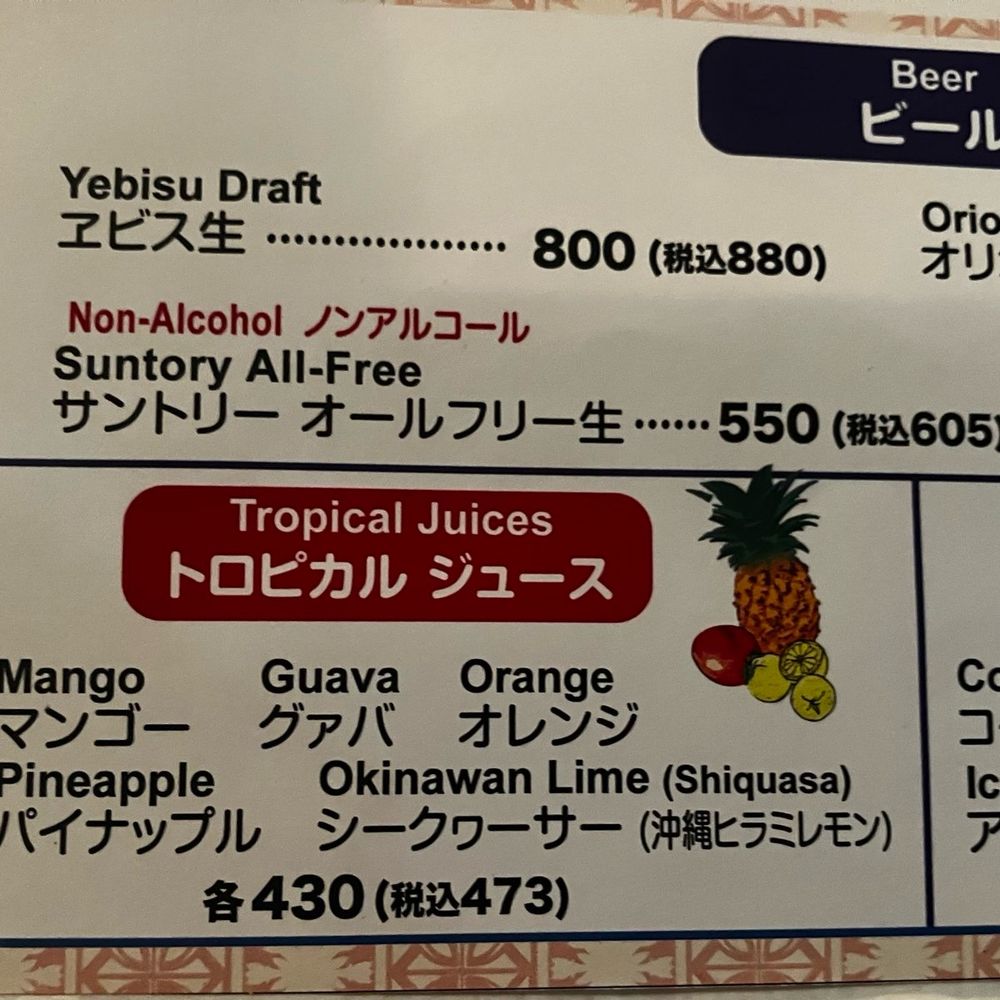 Beer
ビール
Yebisu Draft
ヱビス生 .................. 800 (税込880)
Non-Alcohol ノンアルコール
Suntory All-Free
サントリー オールフリー生 ...... 550 (税込605)
Tropical Juices
トロピカル ジュース
Mango Guava Orange
マンゴー グァバ オレンジ
Pineapple Okinawan Lime (Shiquasa)
パイナップル シークヮーサー (沖縄ヒラミレモン)
各430 (税込473)